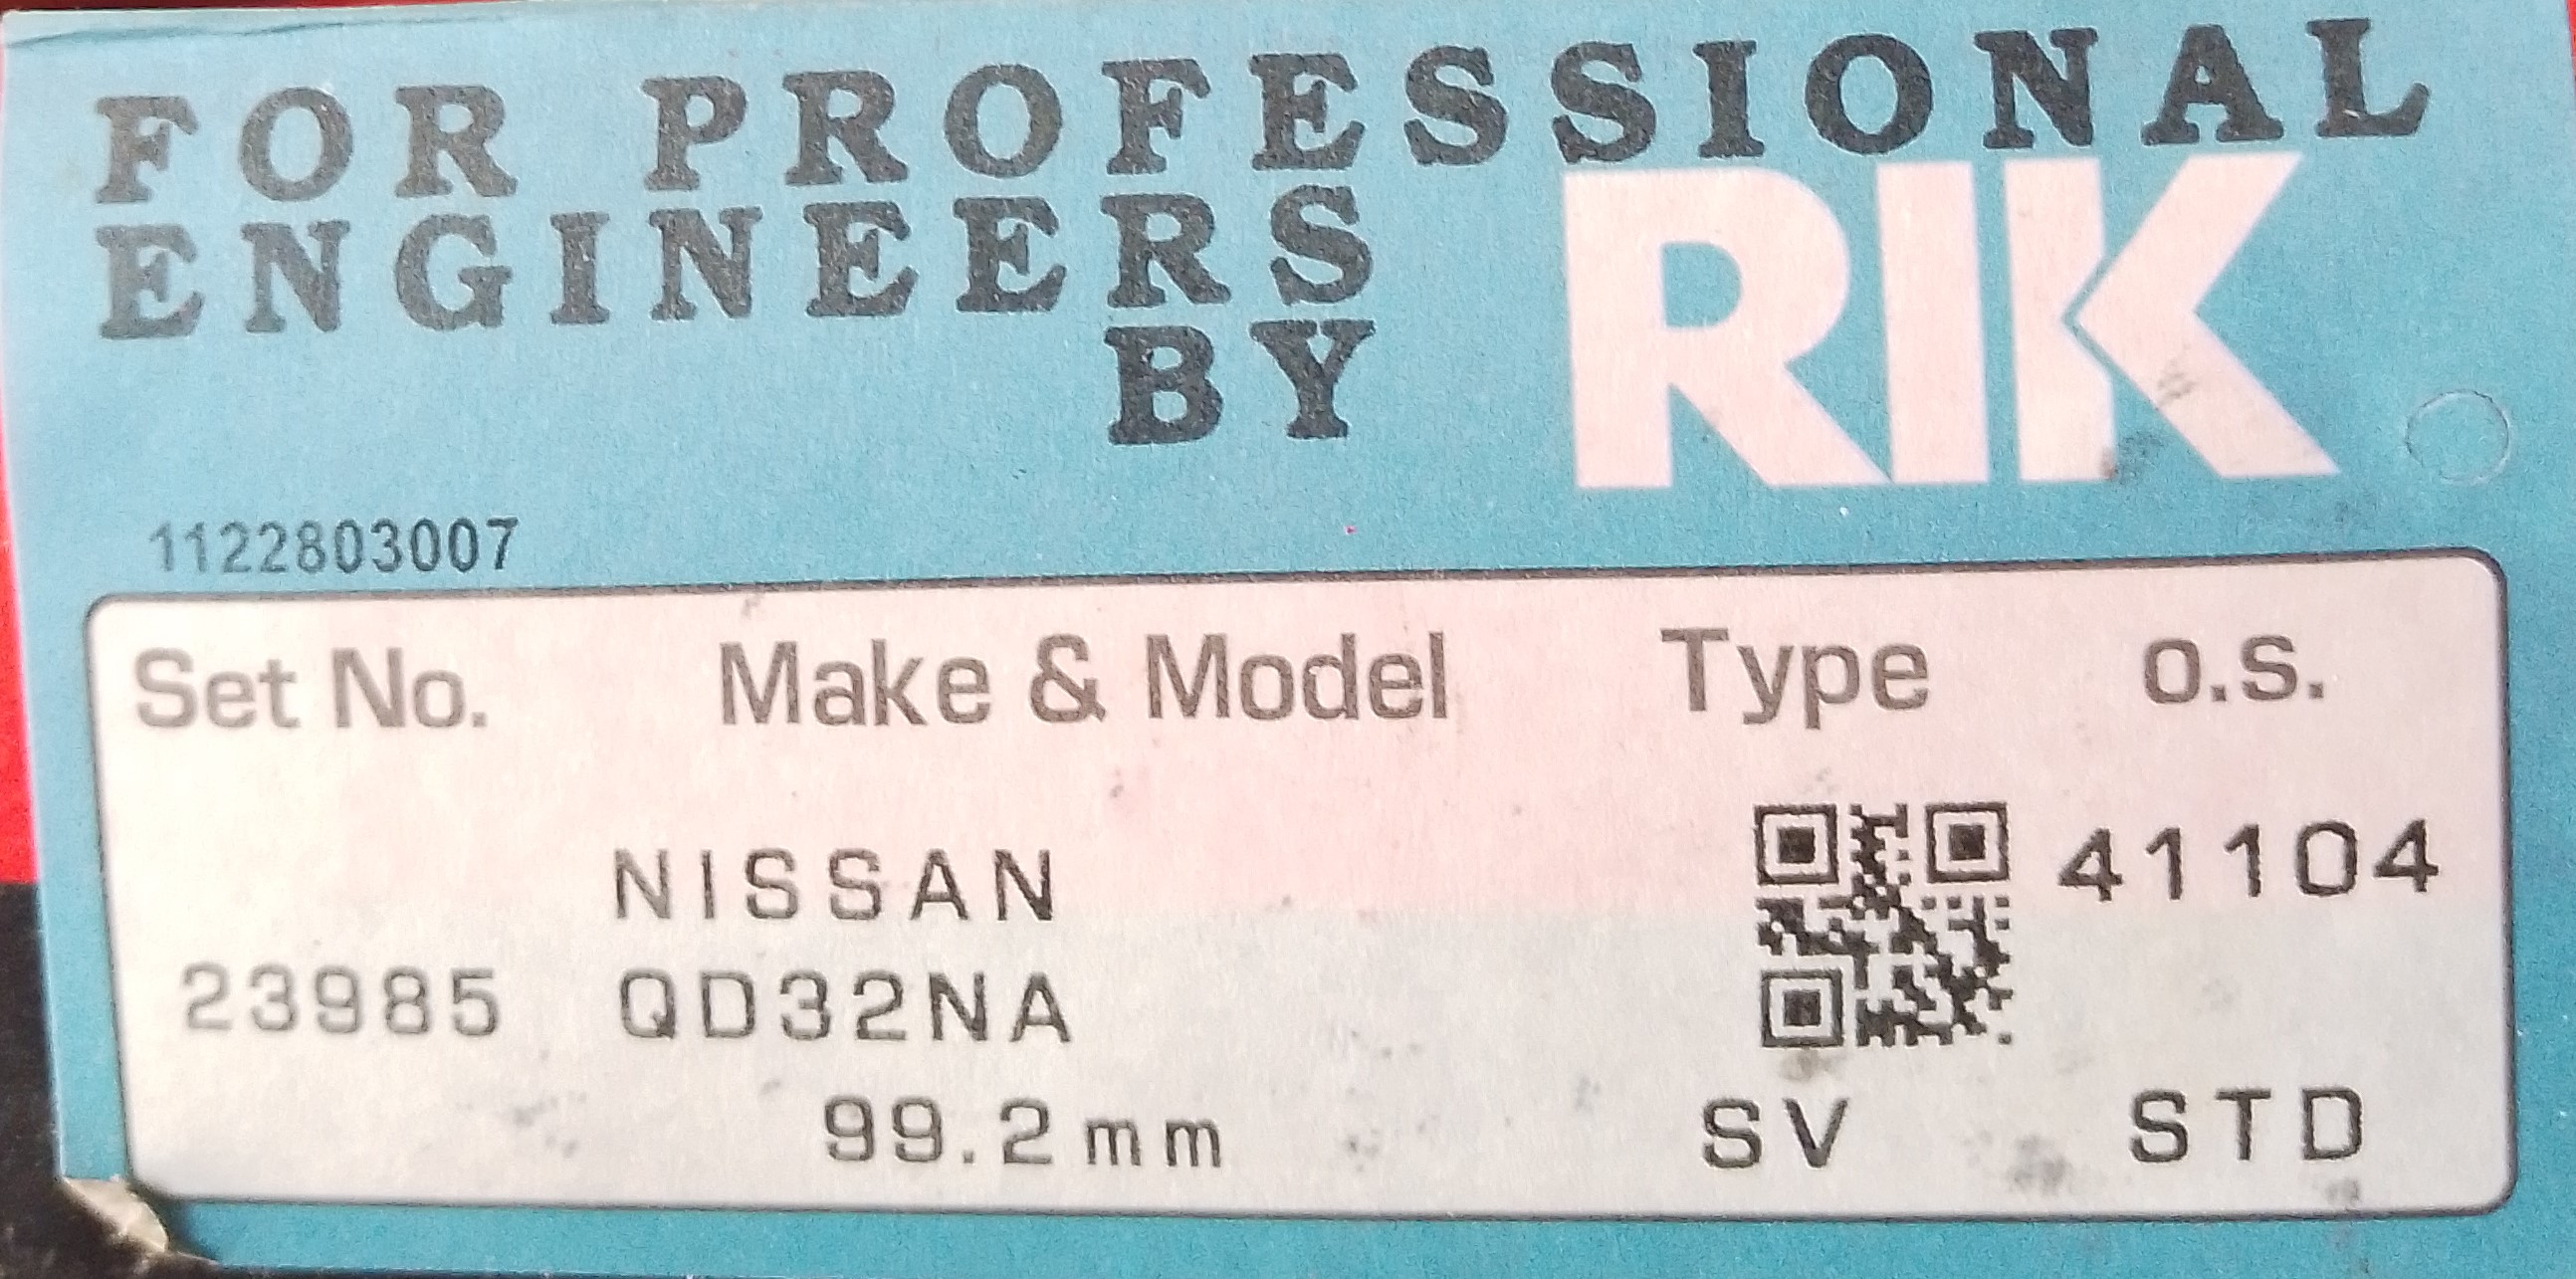 FOR PROFESSIONAL
ENGINEERS
BY RIK
1122803007
Set No. Make & Model Type O.S.
NISSAN 41104
23985 QD32NA
99.2mm SV STD